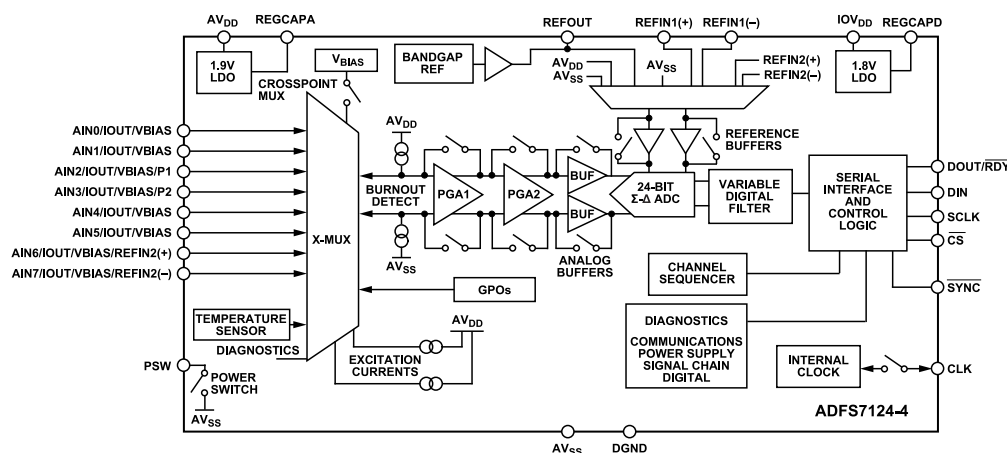 AVDD
REGCAPA
REFOUT
REFIN1(+)
REFIN1(–)
IOVDD
REGCAPD
1.9V
LDO
VBIAS
CROSSPOINT
MUX
BANDGAP
REF
AVDD
AVSS
AVSS
REFIN2(+)
REFIN2(–)
1.8V
LDO
REFERENCE
BUFFERS
AIN0/IOUT/VBIAS
AIN1/IOUT/VBIAS
AIN2/IOUT/VBIAS/P1
AIN3/IOUT/VBIAS/P2
AIN4/IOUT/VBIAS
AIN5/IOUT/VBIAS
AIN6/IOUT/VBIAS/REFIN2(+)
AIN7/IOUT/VBIAS/REFIN2(–)
X-MUX
AVDD
BURNOUT
DETECT
AVSS
PGA1
PGA2
BUF
BUF
ANALOG
BUFFERS
24-BIT
Σ-Δ ADC
VARIABLE
DIGITAL
FILTER
SERIAL
INTERFACE
AND
CONTROL
LOGIC
DOUT/RDY
DIN
SCLK
CS
SYNC
GPOs
CHANNEL
SEQUENCER
TEMPERATURE
SENSOR
DIAGNOSTICS
EXCITATION
CURRENTS
AVDD
DIAGNOSTICS
COMMUNICATIONS
POWER SUPPLY
SIGNAL CHAIN
DIGITAL
PSW
POWER
SWITCH
AVSS
INTERNAL
CLOCK
CLK
ADFS7124-4
AVSS
DGND